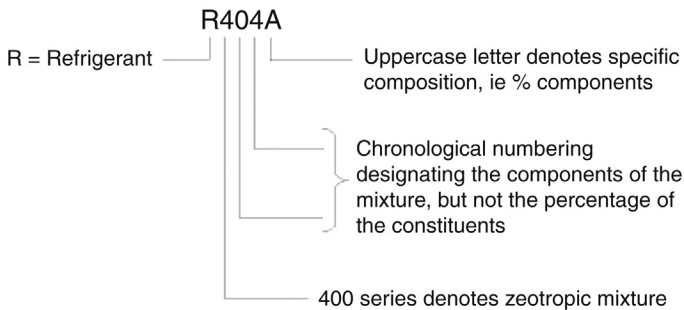 R404A
R = Refrigerant
Uppercase letter denotes specific
composition, ie % components
Chronological numbering
designating the components of the
mixture, but not the percentage of
the constituents
400 series denotes zeotropic mixture